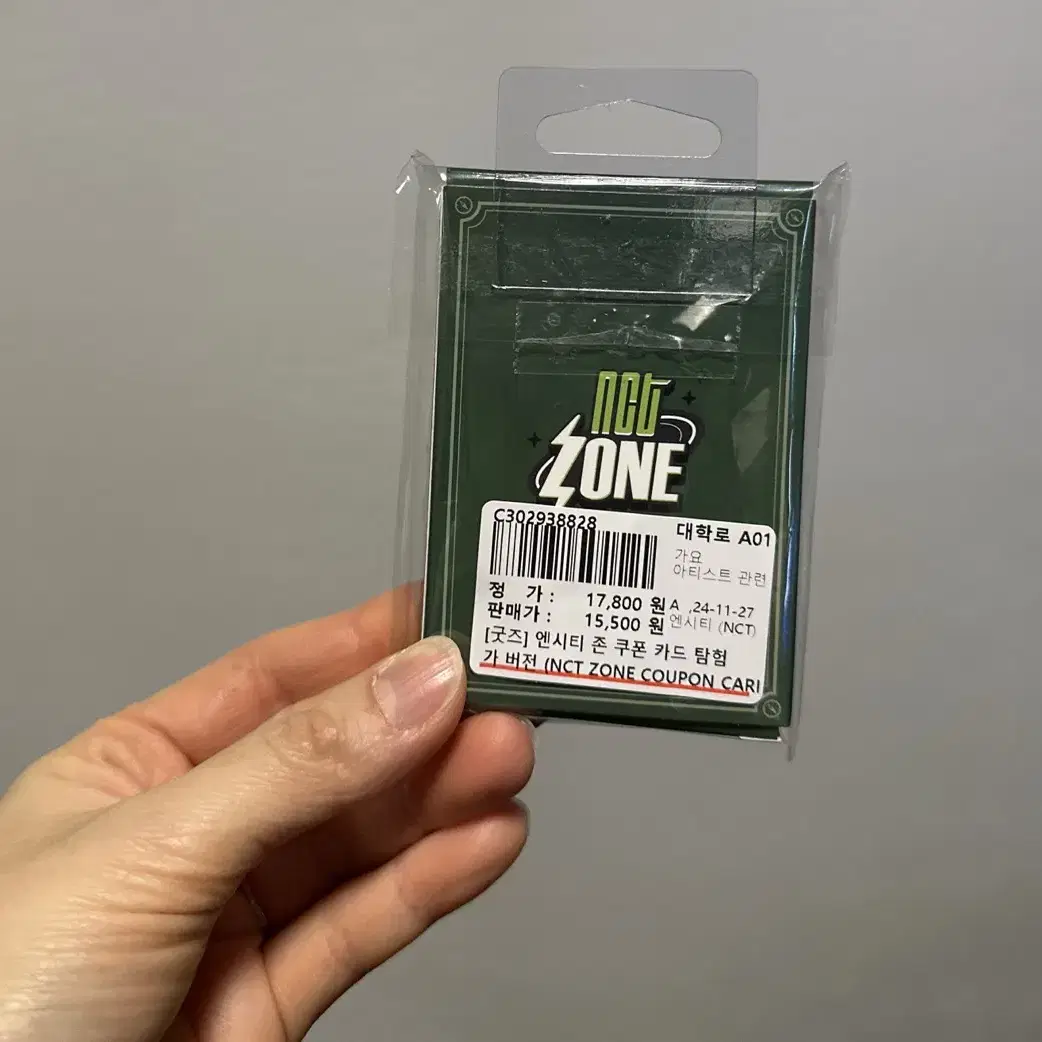 nct
ZONE
C302938828
대학로 A01
가요
아티스트 관련
정 가 : 17,800 원
A ,24-11-27
판매가 : 15,500 원
엔시티 (NCT)
[굿즈] 엔시티 존 쿠폰 카드 탐험
가 버전 (NCT ZONE COUPON CARI